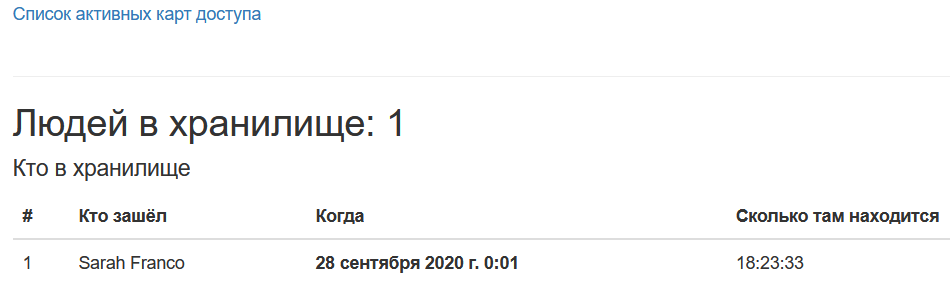 Список активных карт доступа
Людей в хранилище: 1
Кто в хранилище
# Кто зашёл Когда Сколько там находится
1 Sarah Franco 28 сентября 2020 г. 0:01 18:23:33